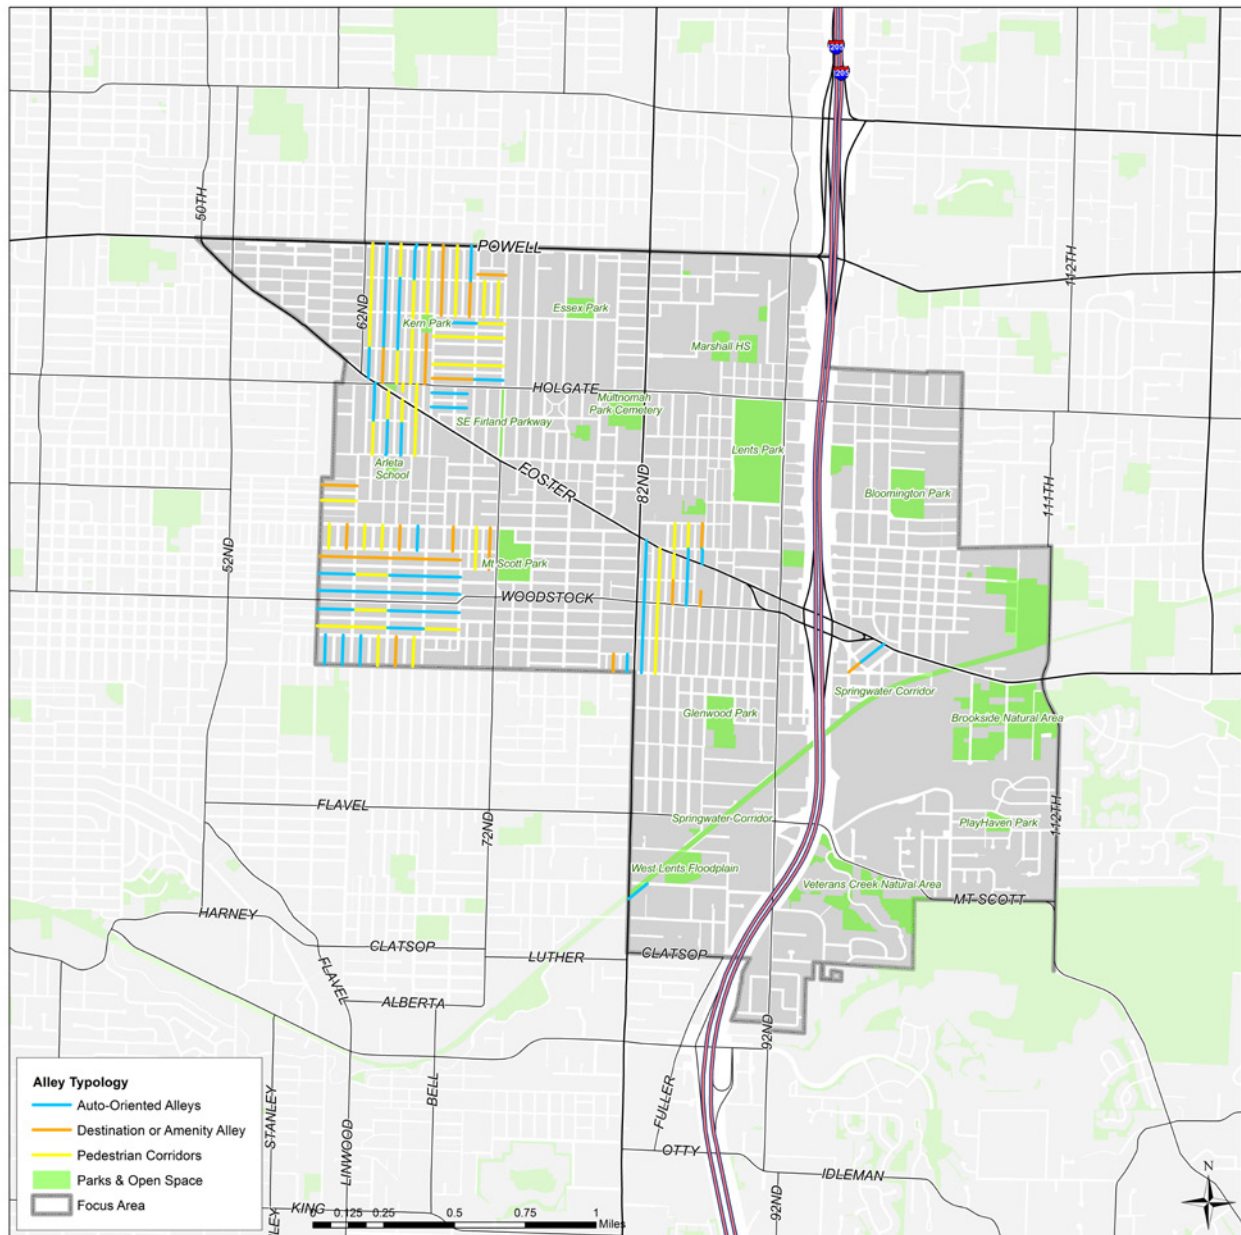 205
205
50TH
POWELL
112TH
62ND
Essex Park
Kern Park
Marshall HS
HOLGATE
Multnomah
Park Cemetery
SE Firland Parkway
Lents Park
Arleta
School
FOSTER
82ND
Bloomington Park
111TH
52ND
Mt Scott Park
WOODSTOCK
Springwater Corridor
Glenwood Park
Brookside Natural Area
FLAVEL
Springwater Corridor
PlayHaven Park
112TH
72ND
West Lents Floodplain
Veterans Creek Natural Area
MT SCOTT
HARNEY
CLATSOP
LUTHER
CLATSOP
FLAVEL
ALBERTA
92ND
BELL
FULLER
STANLEY
LINWOOD
OTTY
IDLEMAN
92ND
KING
LEY
Alley Typology
Auto-Oriented Alleys
Destination or Amenity Alley
Pedestrian Corridors
Parks & Open Space
Focus Area
0 0.125 0.25 0.5 0.75 1
Miles
N